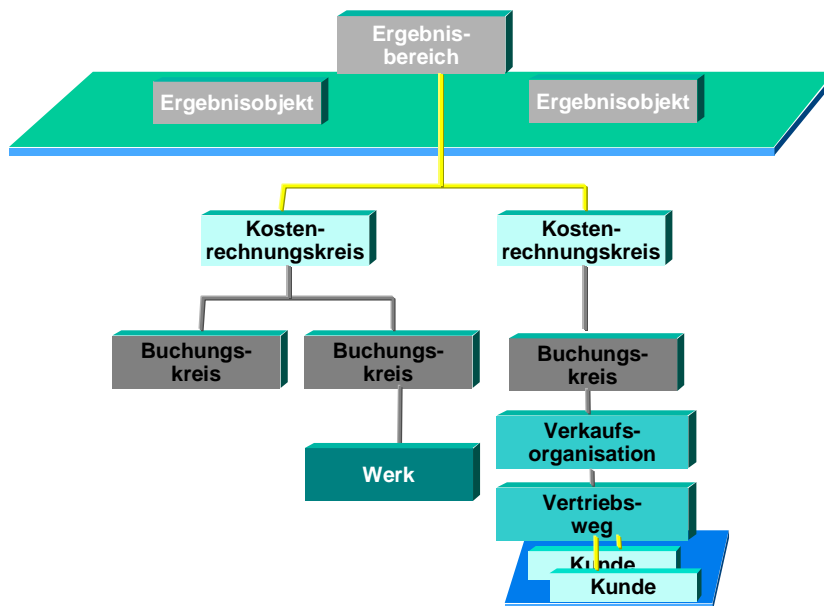 Ergebnis-
bereich
Ergebnisobjekt
Ergebnisobjekt
Kosten-
rechnungskreis
Kosten-
rechnungskreis
Buchungs-
kreis
Buchungs-
kreis
Buchungs-
kreis
Verkaufs-
organisation
Werk
Vertriebs-
weg
Kunde
Kunde